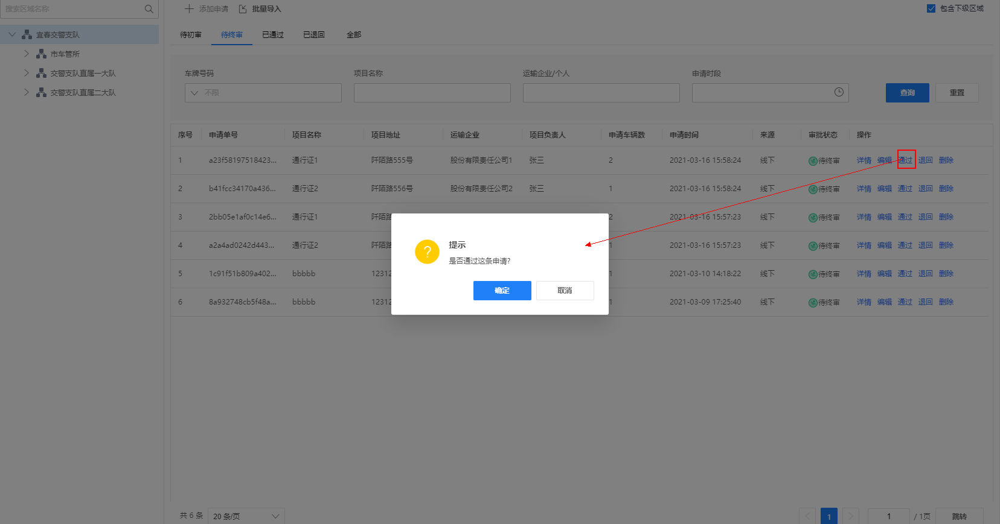 搜索区域名称
宜春交警支队
市车管所
交警支队直属一大队
交警支队直属二大队
添加申请 批量导入 包含下级区域
待初审 待终审 已通过 已退回 全部
车牌号码 项目名称 运输企业/个人 申请时段
不限 查询 重置
序号 申请单号 项目名称 项目地址 运输企业 项目负责人 申请车辆数 申请时间 来源 审批状态 操作
1 a23f58197518423... 通行证1 阡陌路555号 股份有限责任公司1 张三 2 2021-03-16 15:58:24 线下 待终审 详情 编辑 通过 退回 删除
2 b41fcc34170a436... 通行证2 阡陌路556号 股份有限责任公司2 张三 1 2021-03-16 15:58:24 线下 待终审 详情 编辑 通过 退回 删除
3 2bb05e1af0c14e6... 通行证1 阡陌路 2 2021-03-16 15:57:23 线下 待终审 详情 编辑 通过 退回 删除
4 a2a4ad0242d443... 通行证2 阡陌路 1 2021-03-16 15:57:23 线下 待终审 详情 编辑 通过 退回 删除
5 1c91f51b809a402... bbbbb 12312 1 2021-03-10 14:18:22 线下 待终审 详情 编辑 通过 退回 删除
6 8a932748cb5f48a... bbbbb 12312 1 2021-03-09 17:25:40 线下 待终审 详情 编辑 通过 退回 删除
提示
是否通过这条申请?
确定 取消
共 6 条 20 条/页 1 1 / 1页 跳转